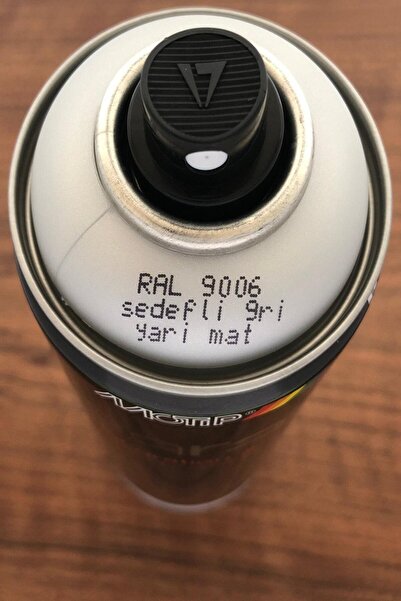 RAL 9006
sedefli gri
yari mat
MOTIP®